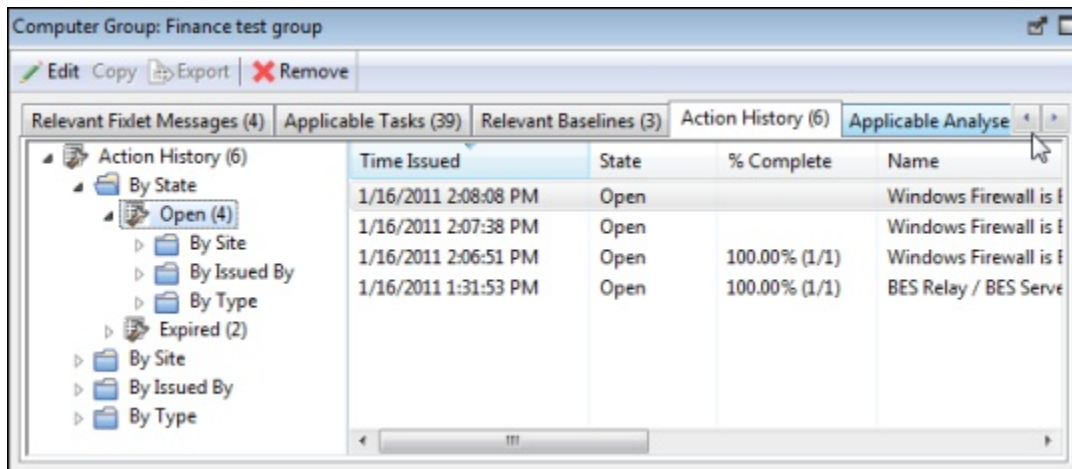 Computer Group: Finance test group
Edit Copy Export Remove
Relevant Fixlet Messages (4) Applicable Tasks (39) Relevant Baselines (3) Action History (6) Applicable Analyse
Action History (6)
By State
Open (4)
By Site
By Issued By
By Type
Expired (2)
By Site
By Issued By
By Type
Time Issued State % Complete Name
1/16/2011 2:08:08 PM Open Windows Firewall is
1/16/2011 2:07:38 PM Open Windows Firewall is
1/16/2011 2:06:51 PM Open 100.00% (1/1) Windows Firewall is
1/16/2011 1:31:53 PM Open 100.00% (1/1) BES Relay / BES Serve